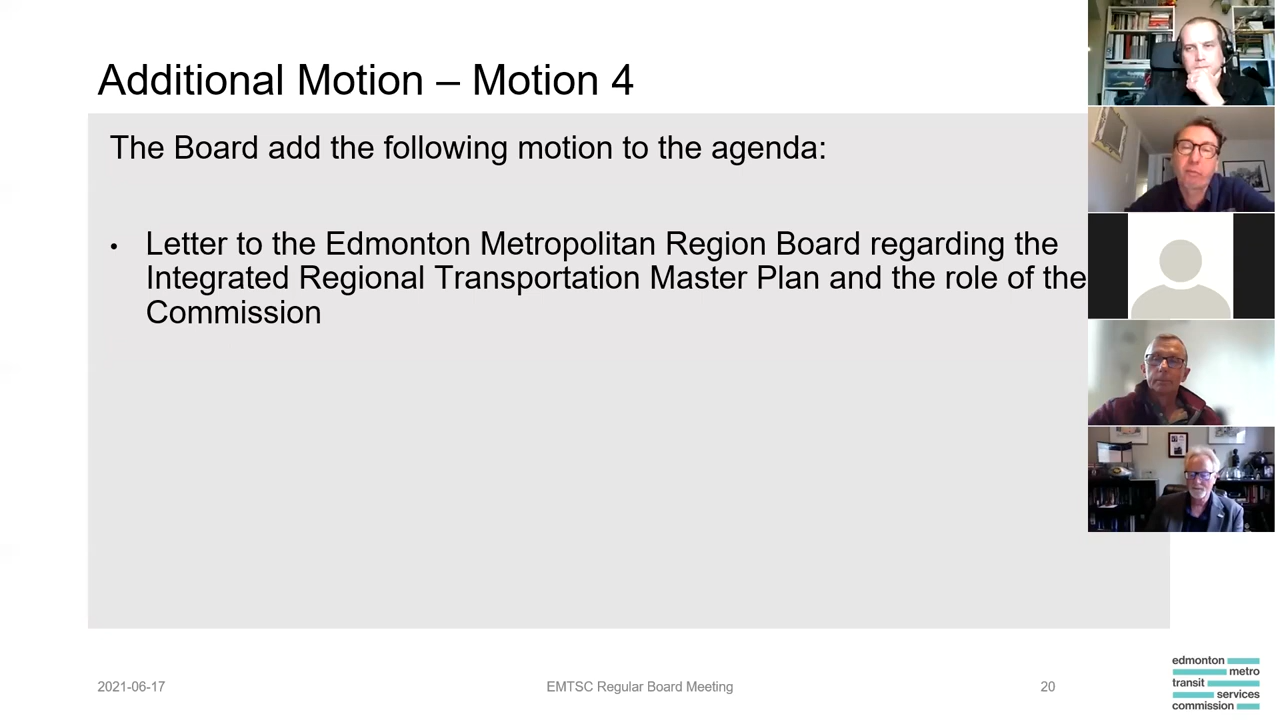 Additional Motion – Motion 4
The Board add the following motion to the agenda:
• Letter to the Edmonton Metropolitan Region Board regarding the
Integrated Regional Transportation Master Plan and the role of the
Commission
2021-06-17
EMTSC Regular Board Meeting
20
edmonton
metro
transit
services
commission